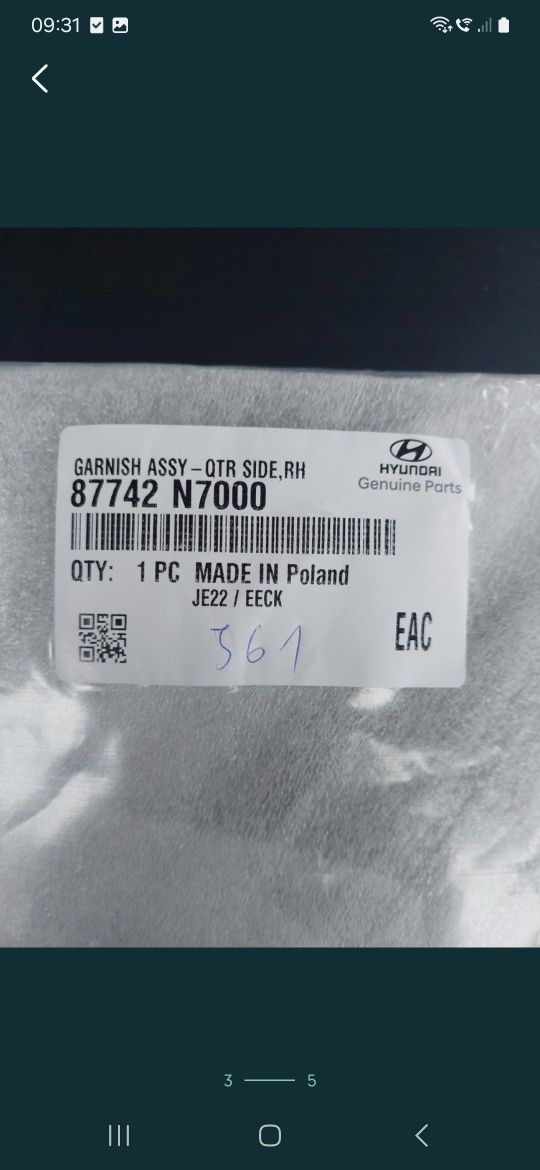 09:31
GARNISH ASSY-QTR SIDE,RH
87742 N7000
HYUNDAI
Genuine Parts
QTY: 1 PC MADE IN Poland
JE22 / EECK
361
EAC
3
5